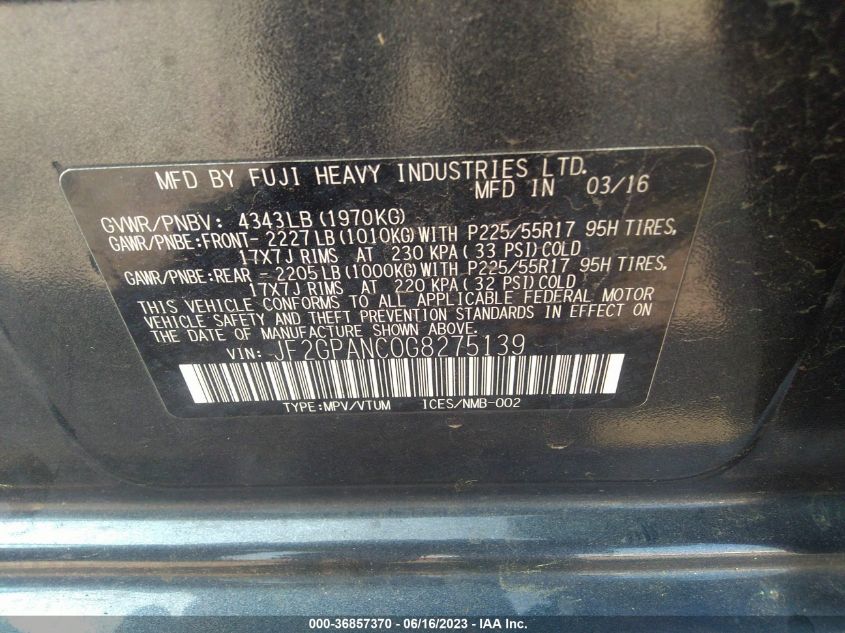 MFD BY FUJI HEAVY INDUSTRIES LTD.
MFD IN 03/16
GVWR/PNBV: 4343LB(1970KG)
GAWR/PNBE:FRONT- 2227LB(1010KG)WITH P225/55R17 95H TIRES,
17X7J RIMS AT 230 KPA( 33 PSI)COLD
GAWR/PNBE:REAR - 2205LB(1000KG)WITH P225/55R17 95H TIRES,
17X7J RIMS AT 220 KPA( 32 PSI)COLD
THIS VEHICLE CONFORMS TO ALL APPLICABLE FEDERAL MOTOR
VEHICLE SAFETY AND THEFT PREVENTION STANDARDS IN EFFECT ON
THE DATE OF MANUFACTURE SHOWN ABOVE.
VIN: JF2GPANC0G8275139
TYPE:MPV/VTUM ICES/NMB-002
000-36857370 - 06/16/2023 - IAA Inc.